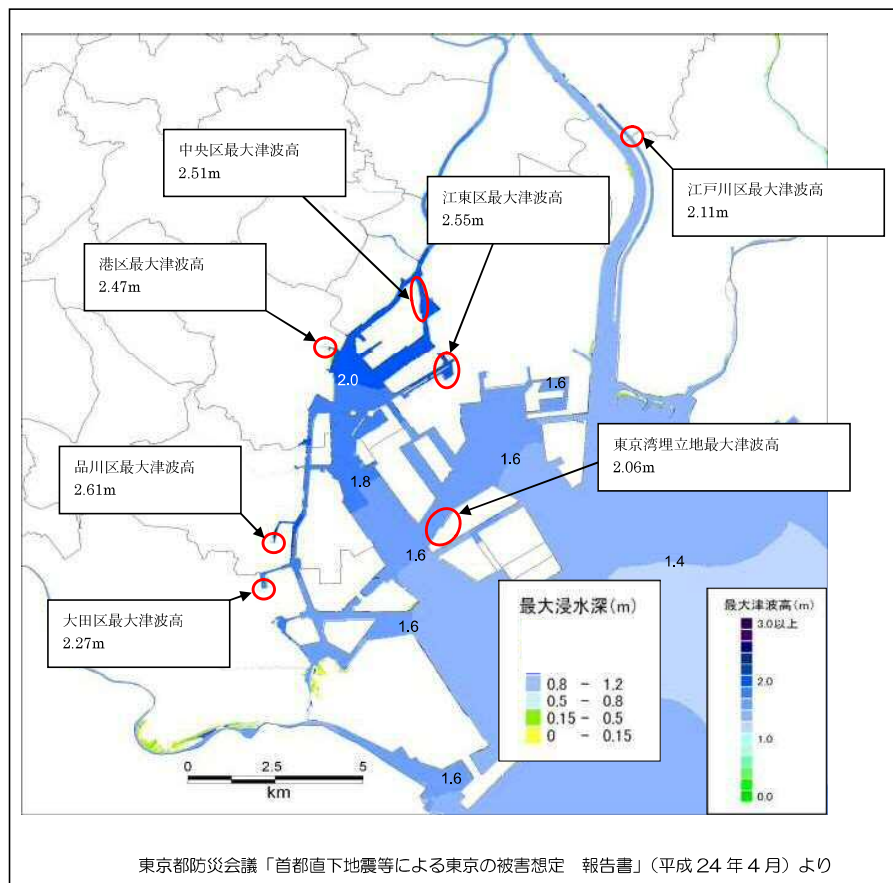 中央区最大津波高
2.51m
江東区最大津波高
2.55m
江戸川区最大津波高
2.11m
港区最大津波高
2.47m
2.0
1.6
1.6
東京湾埋立地最大津波高
2.06m
品川区最大津波高
2.61m
1.8
1.6
1.4
大田区最大津波高
2.27m
1.6
最大浸水深(m)
0.8 - 1.2
0.5 - 0.8
0.15 - 0.5
0 - 0.15
最大津波高(m)
3.0以上
2.0
1.0
0.0
0 2.5 5
km
1.6
東京都防災会議「首都直下地震等による東京の被害想定 報告書」(平成24年4月)より